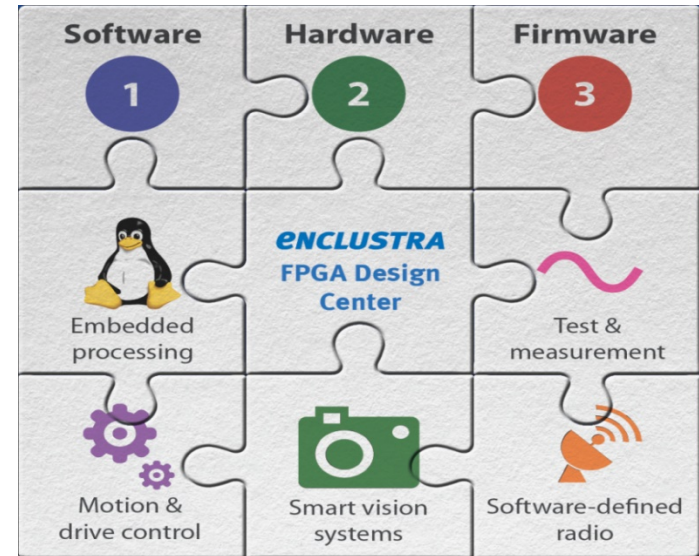 Software
Hardware
Firmware
1
2
3
ENCLUSTRA
FPGA Design
Center
Embedded
processing
Test &
measurement
Motion &
drive control
Smart vision
systems
Software-defined
radio